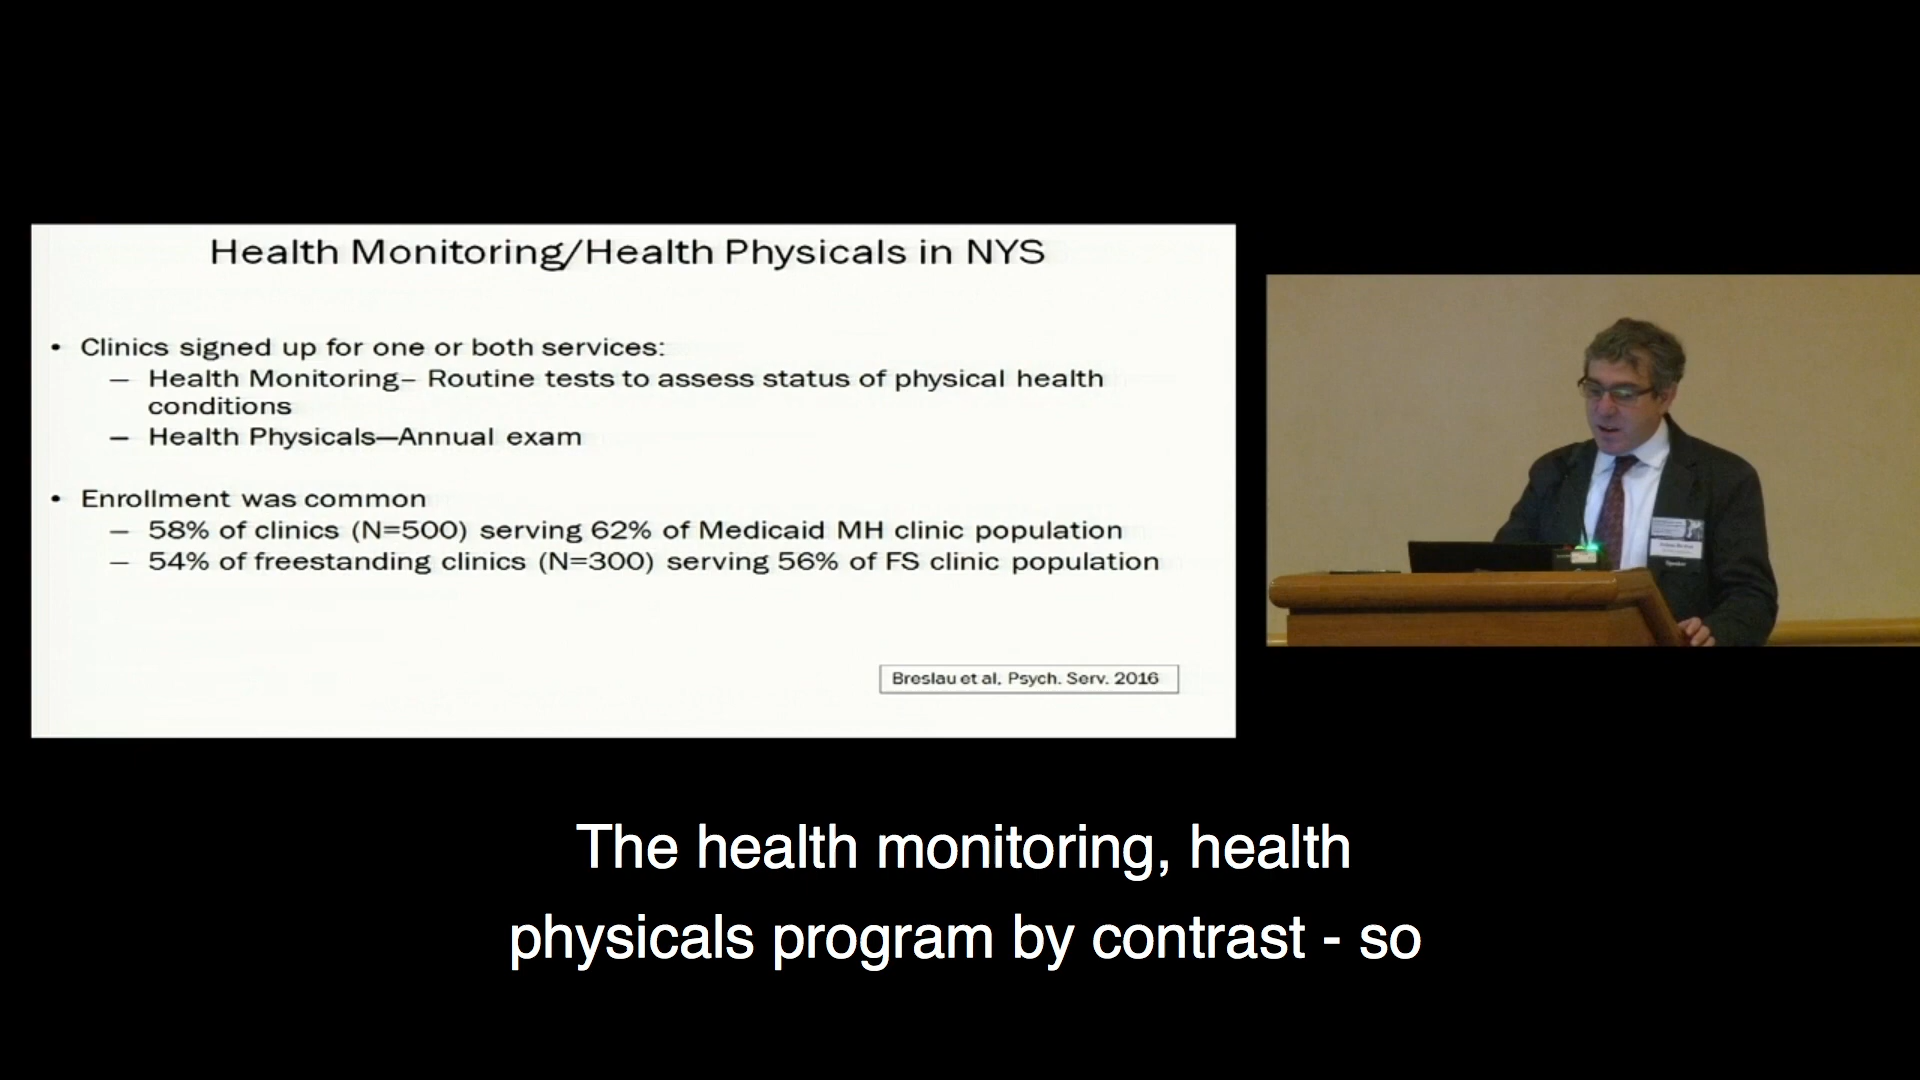 Health Monitoring/Health Physicals in NYS
• Clinics signed up for one or both services:
– Health Monitoring– Routine tests to assess status of physical health
conditions
– Health Physicals—Annual exam
• Enrollment was common
– 58% of clinics (N=500) serving 62% of Medicaid MH clinic population
– 54% of freestanding clinics (N=300) serving 56% of FS clinic population
Breslau et al, Psych. Serv. 2016
Speaker
The health monitoring, health
physicals program by contrast - so